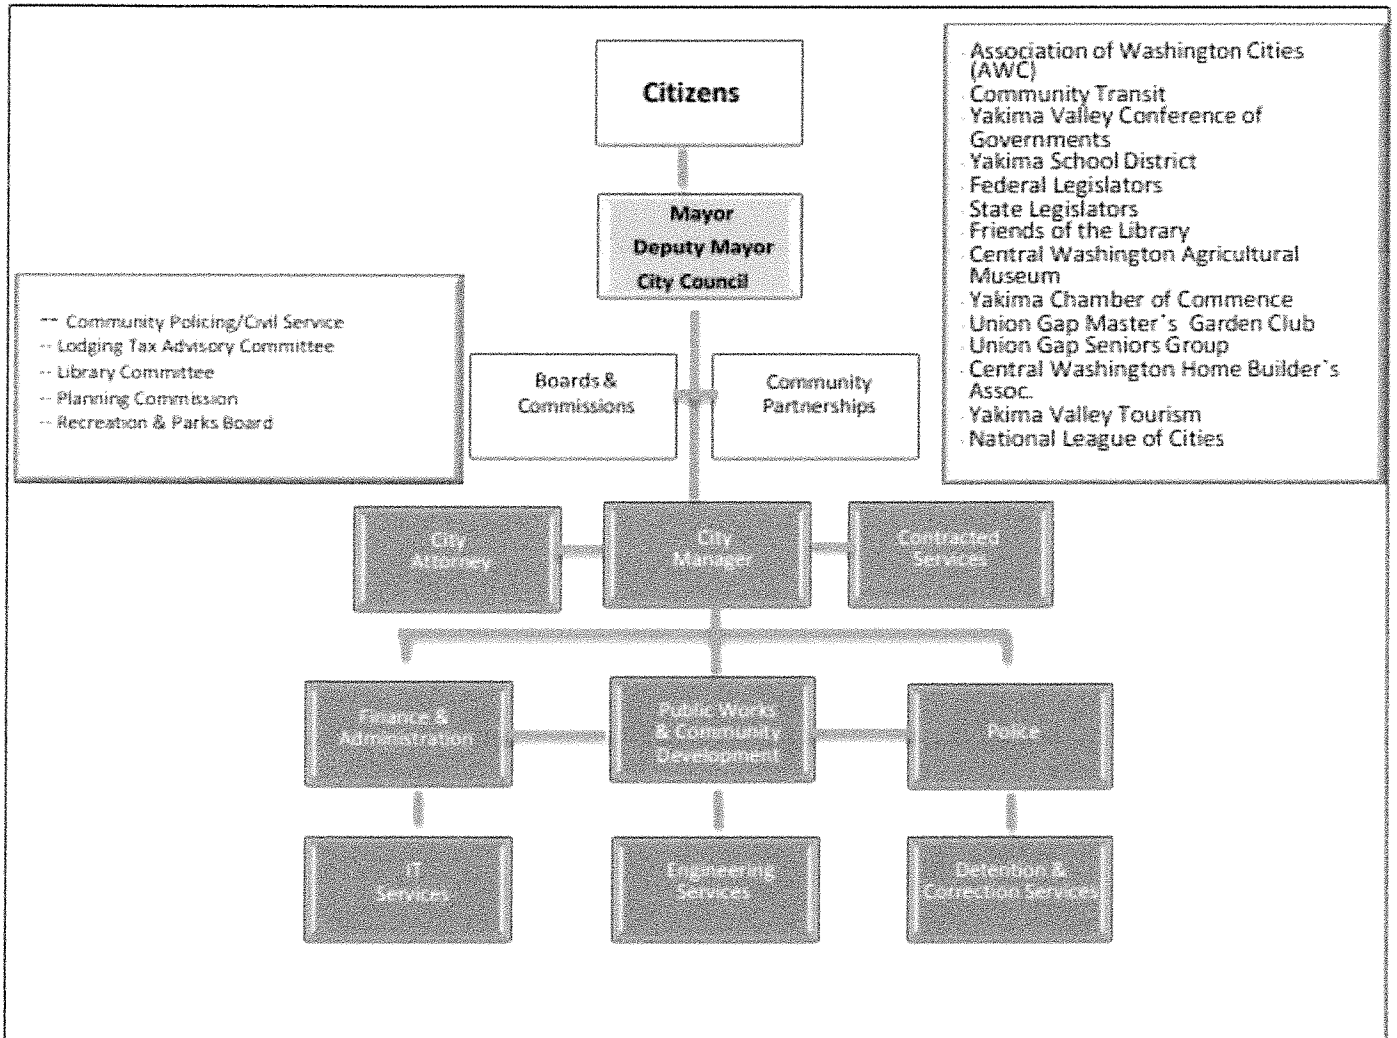 Citizens
Mayor
Deputy Mayor
City Council
- Association of Washington Cities
(AWC)
- Community Transit
- Yakima Valley Conference of
Governments
- Yakima School District
- Federal Legislators
- State Legislators
- Friends of the Library
- Central Washington Agricultural
Museum
- Yakima Chamber of Commence
- Union Gap Master`s Garden Club
- Union Gap Seniors Group
- Central Washington Home Builder`s
Assoc.
- Yakima Valley Tourism
- National League of Cities
-- Community Policing/Civil Service
-- Lodging Tax Advisory Committee
-- Library Committee
-- Planning Commission
-- Recreation & Parks Board
Boards &
Commissions
Community
Partnerships
City
Attorney
City
Manager
Contracted
Services
Finance &
Administration
Public Works
& Community
Development
Police
IT
Services
Engineering
Services
Detention &
Correction Services